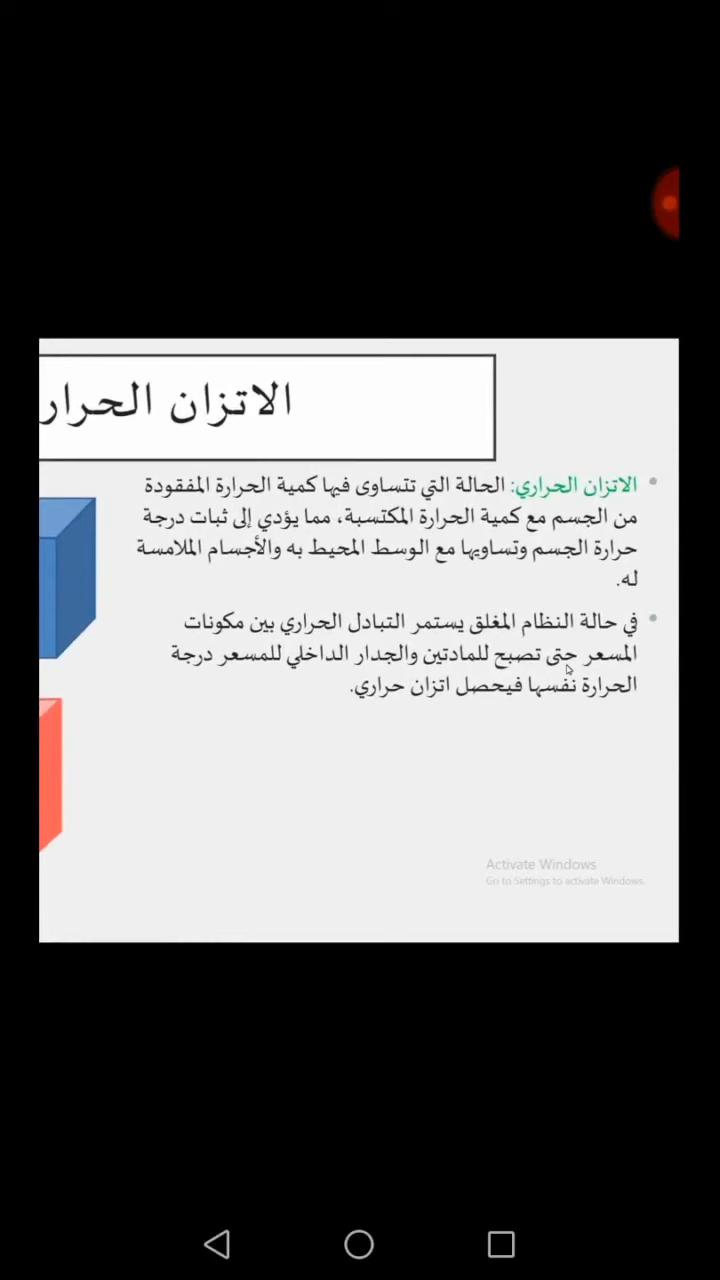 الاتزان الحرار
الاتزان الحراري: الحالة التي تتساوى فيها كمية الحرارة المفقودة
من الجسم مع كمية الحرارة المكتسبة، مما يؤدي إلى ثبات درجة
حرارة الجسم وتساويها مع الوسط المحيط به والأجسام الملامسة
له.
في حالة النظام المغلق يستمر التبادل الحراري بين مكونات
المسعر حتى تصبح للمادتين والجدار الداخلي للمسعر درجة
الحرارة نفسها فيحصل اتزان حراري.
Activate Windows
Go to Settings to activate Windows.